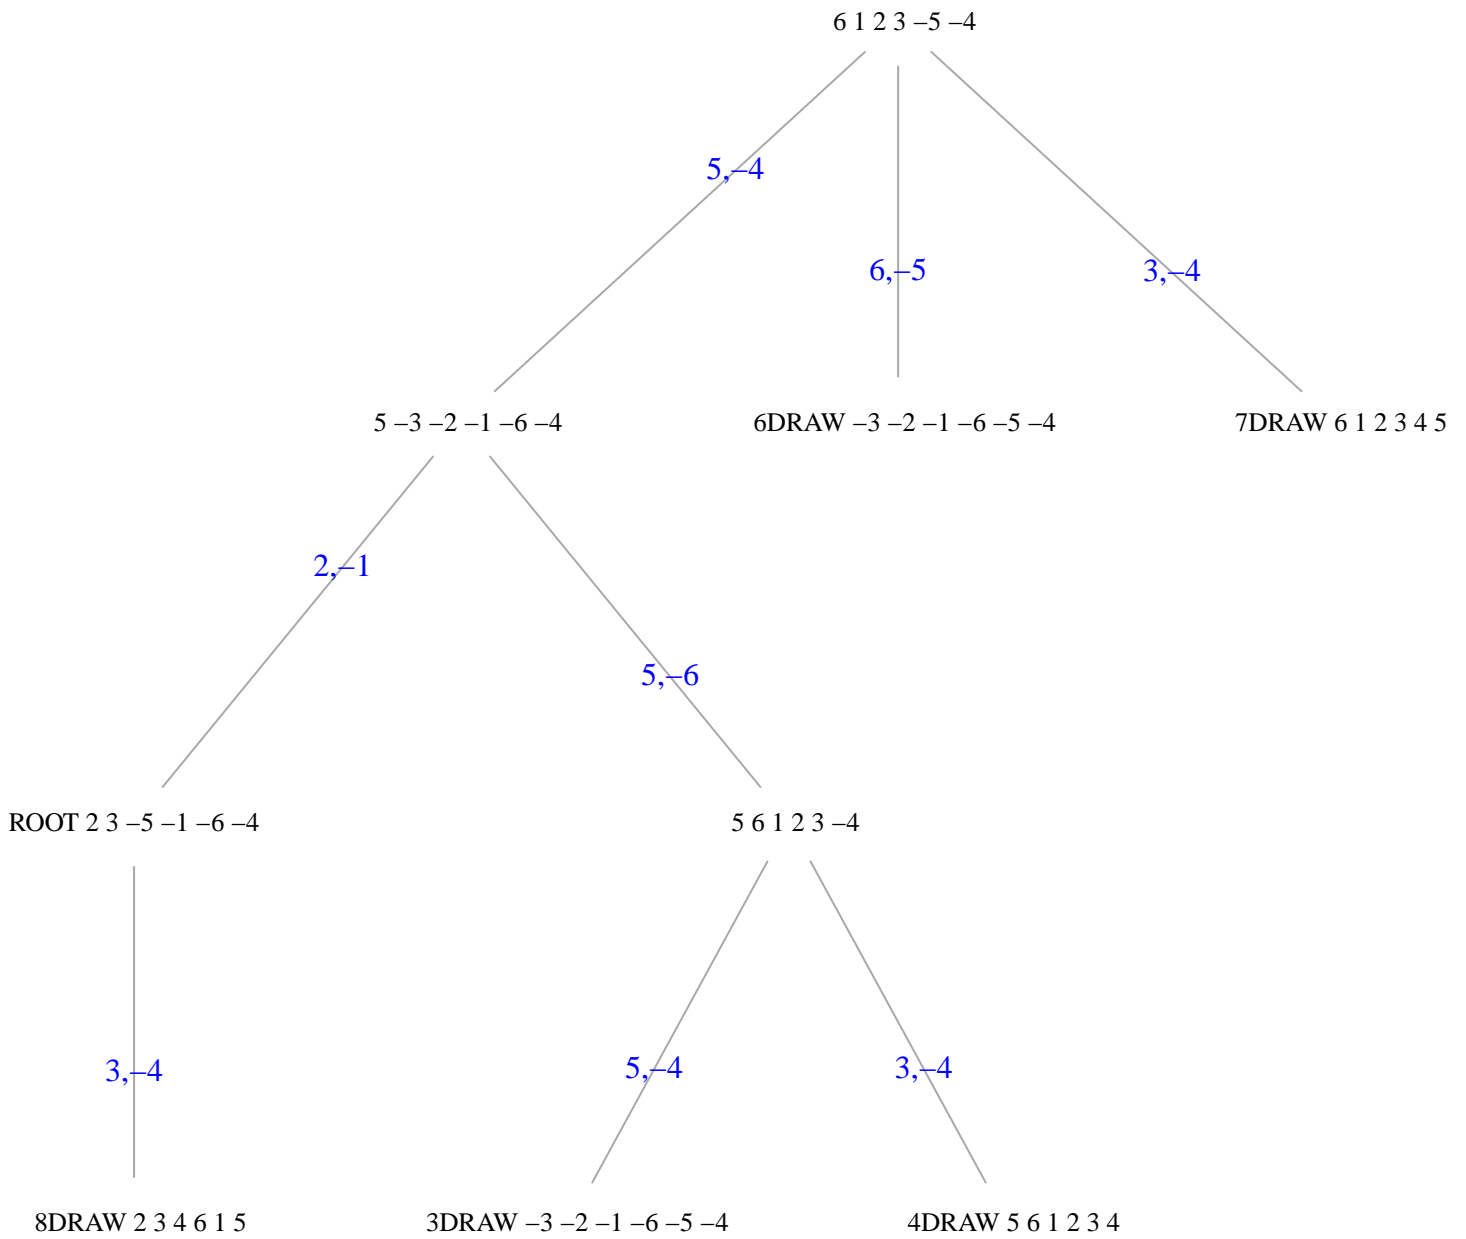 6 1 2 3 –5 –4
5,–4
6,–5
3,–4
5 –3 –2 –1 –6 –4
6DRAW –3 –2 –1 –6 –5 –4
7DRAW 6 1 2 3 4 5
2,–1
5,–6
ROOT 2 3 –5 –1 –6 –4
5 6 1 2 3 –4
3,–4
5,–4
3,–4
8DRAW 2 3 4 6 1 5
3DRAW –3 –2 –1 –6 –5 –4
4DRAW 5 6 1 2 3 4